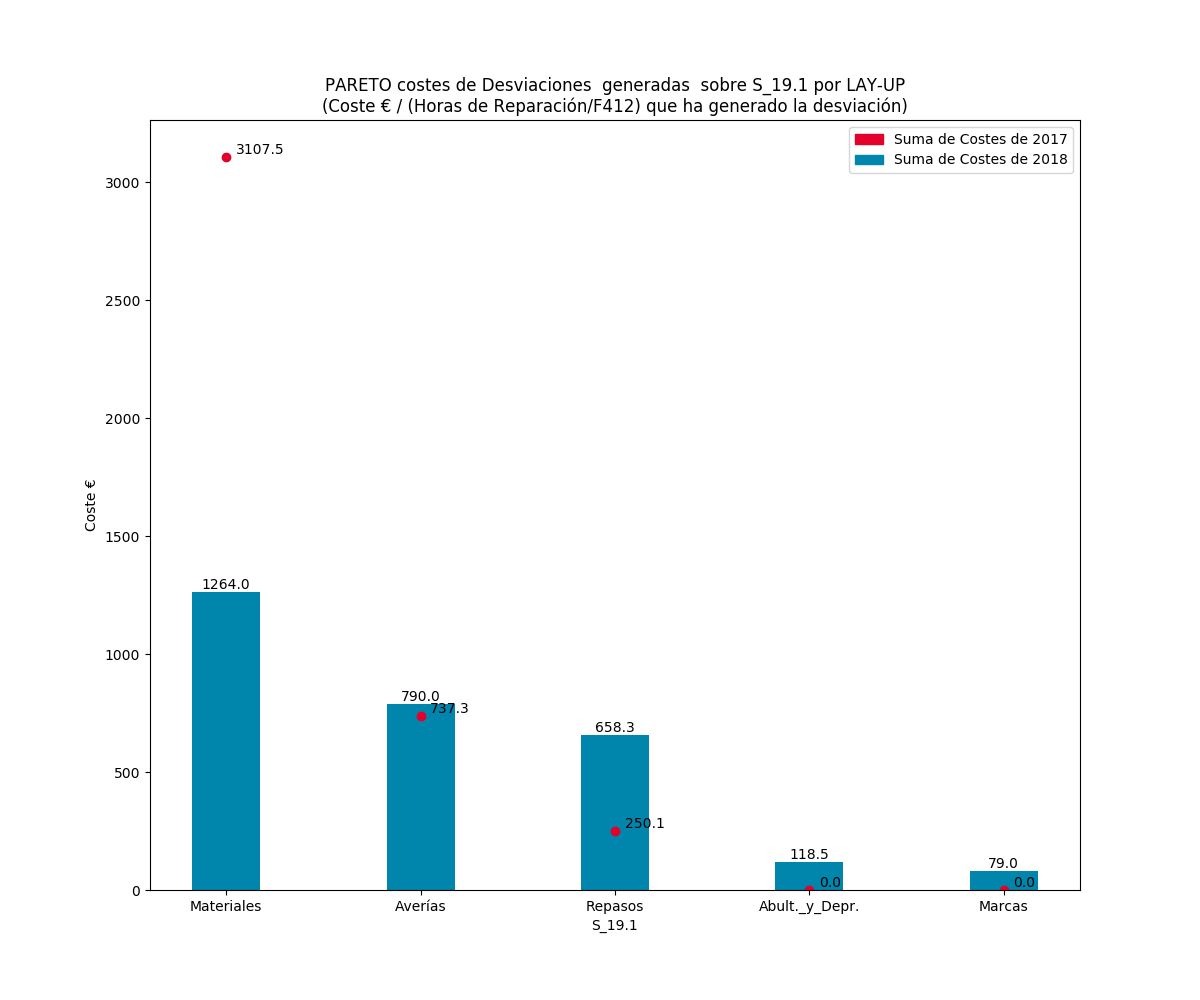 PARETO costes de Desviaciones  generadas  sobre S_19.1 por LAY-UP
(Coste € / (Horas de Reparación/F412) que ha generado la desviación)
Suma de Costes de 2017
Suma de Costes de 2018
3107.5
3000
2500
2000
1500
1000
500
0
Coste €
1264.0
790.0
737.3
658.3
250.1
118.5
0.0
79.0
0.0
Materiales
Averías
Repasos
Abult._y_Depr.
Marcas
S_19.1